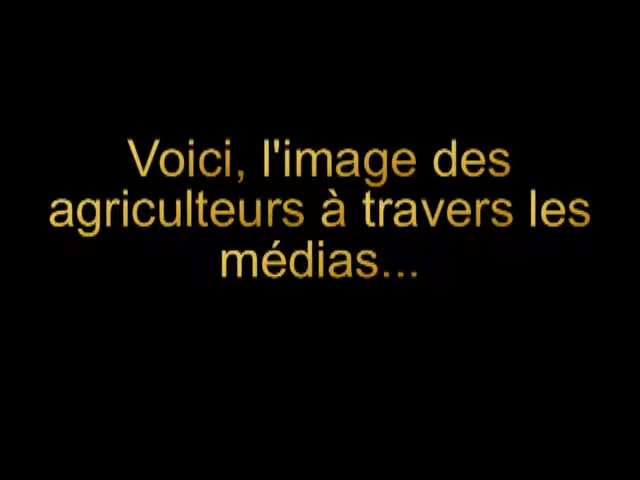 Voici, l'image des
agriculteurs à travers les
médias...